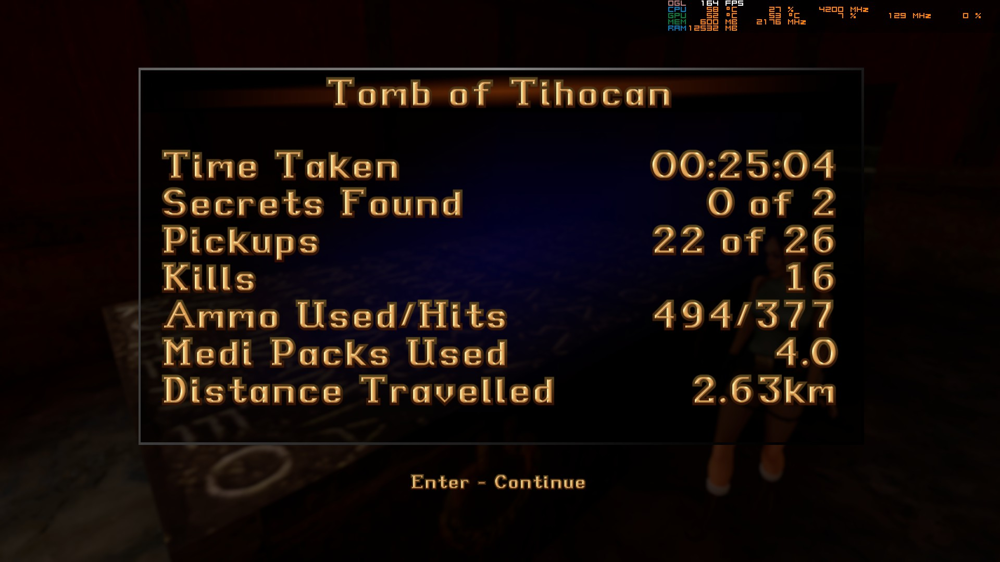 OGL 164 FPS
CPU 58 °C 27 % 4200 MHz
GPU 52 °C 53 °C 7 % 129 MHz 0 %
MEM 600 MB 2176 MHz
RAM 12532 MB
Tomb of Tihocan
Time Taken 00:25:04
Secrets Found 0 of 2
Pickups 22 of 26
Kills 16
Ammo Used/Hits 494/377
Medi Packs Used 4.0
Distance Travelled 2.63km
Enter - Continue